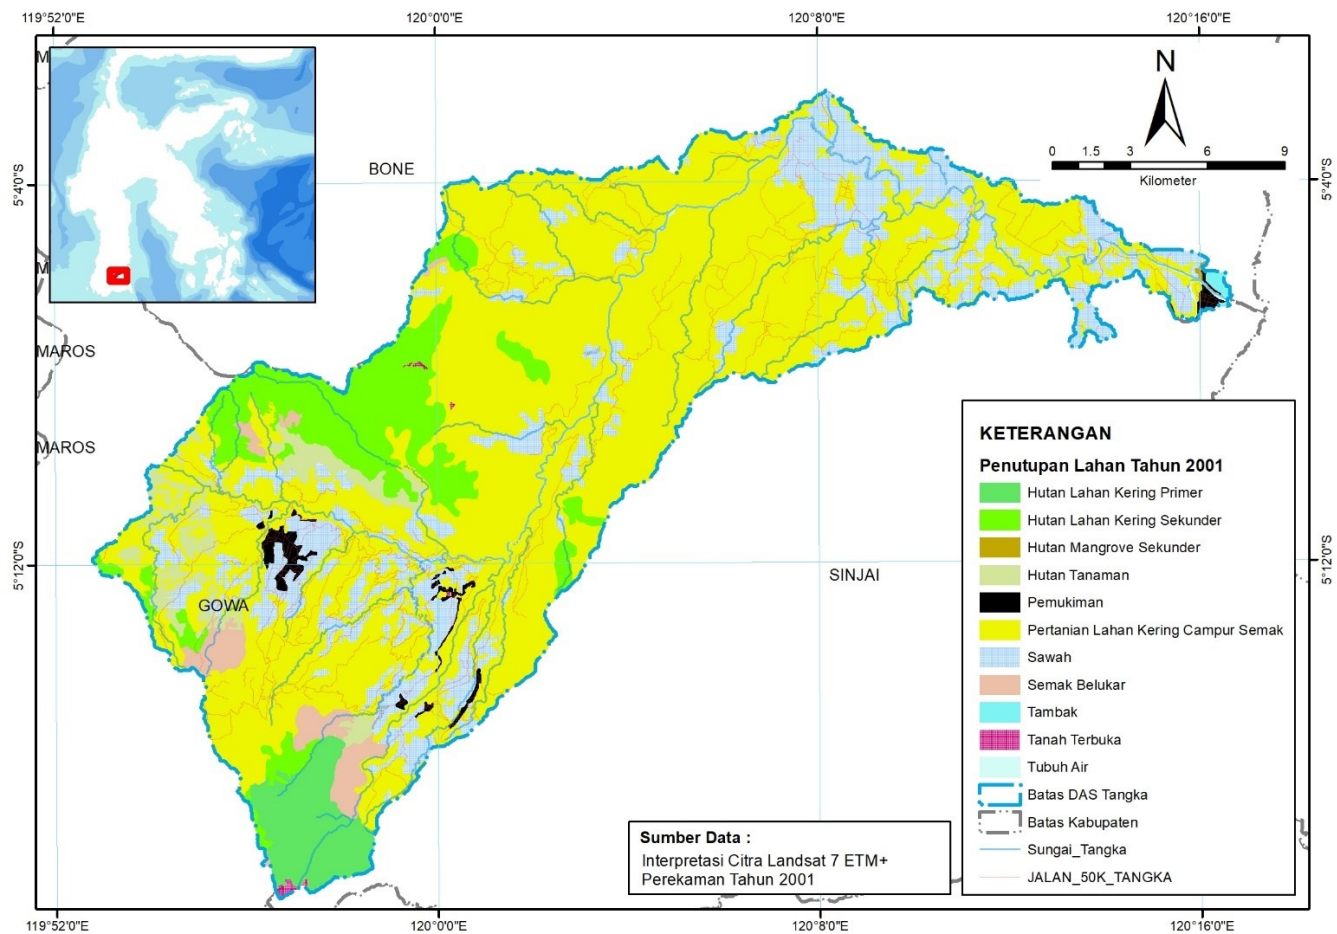 119°52'0"E
120°0'0"E
120°8'0"E
120°16'0"E
M
M
MAROS
MAROS
BONE
GOWA
SINJAI
5°4'0"S
5°12'0"S
5°4'0"S
5°12'0"S
N
0 1.5 3 6 9
Kilometer
KETERANGAN
Penutupan Lahan Tahun 2001
Hutan Lahan Kering Primer
Hutan Lahan Kering Sekunder
Hutan Mangrove Sekunder
Hutan Tanaman
Pemukiman
Pertanian Lahan Kering Campur Semak
Sawah
Semak Belukar
Tambak
Tanah Terbuka
Tubuh Air
Batas DAS Tangka
Batas Kabupaten
Sungai_Tangka
JALAN_50K_TANGKA
Sumber Data :
Interpretasi Citra Landsat 7 ETM+
Perekaman Tahun 2001
119°52'0"E
120°0'0"E
120°8'0"E
120°16'0"E